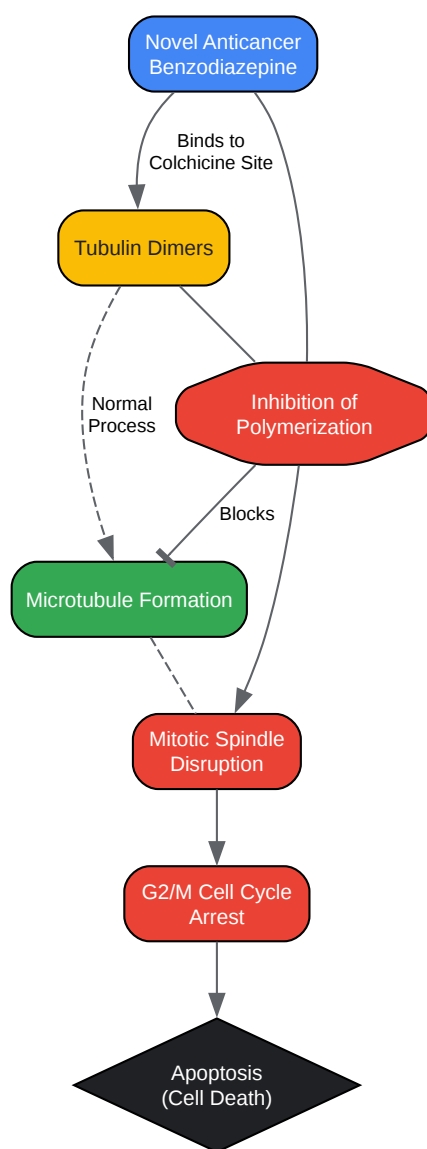 Novel Anticancer
Benzodiazepine
Binds to
Colchicine Site
Tubulin Dimers
Normal
Process
Inhibition of
Polymerization
Blocks
Microtubule Formation
Mitotic Spindle
Disruption
G2/M Cell Cycle
Arrest
Apoptosis
(Cell Death)